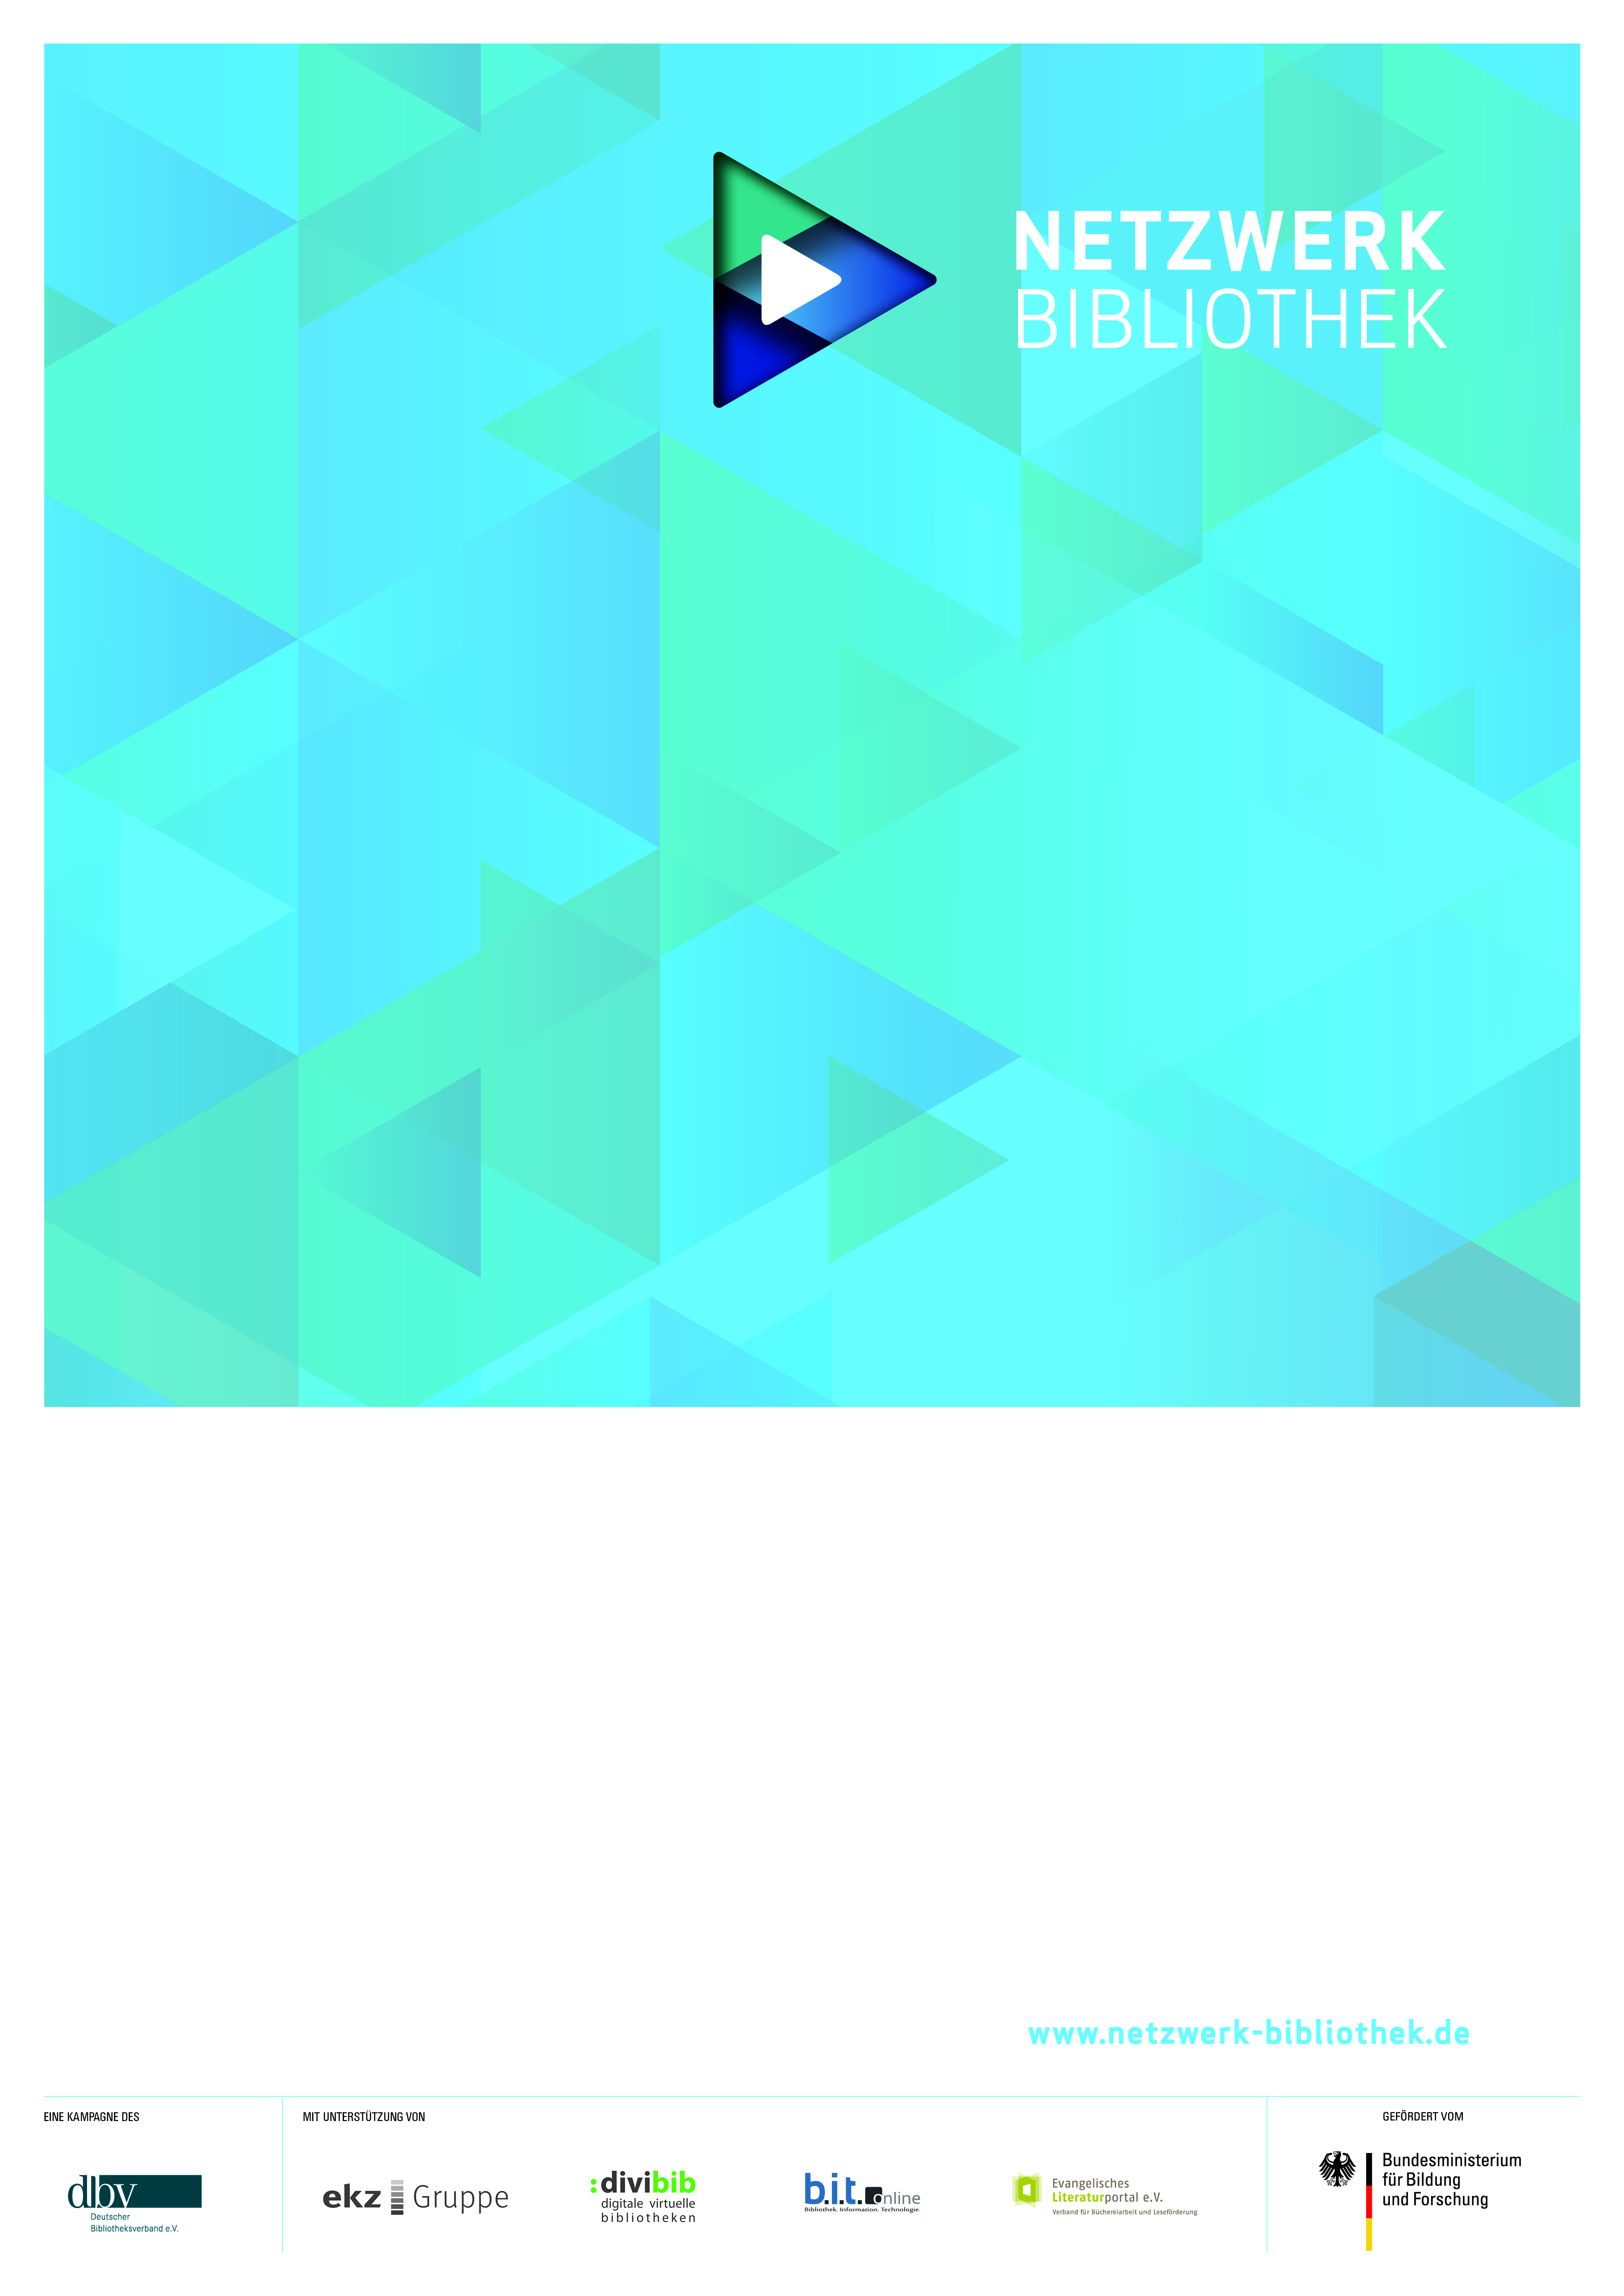 NETZWERK
BIBLIOTHEK
www.netzwerk-bibliothek.de
EINE KAMPAGNE DES
dbv
Deutscher
Bibliotheksverband e.V.
MIT UNTERSTÜTZUNG VON
ekz Gruppe
:divibib
digitale virtuelle
bibliotheken
b.i.t.online
Bibliothek. Information. Technologie.
Evangelisches
Literaturportal e.V.
Verband für Büchereiarbeit und Leseförderung
GEFÖRDERT VOM
Bundesministerium
für Bildung
und Forschung